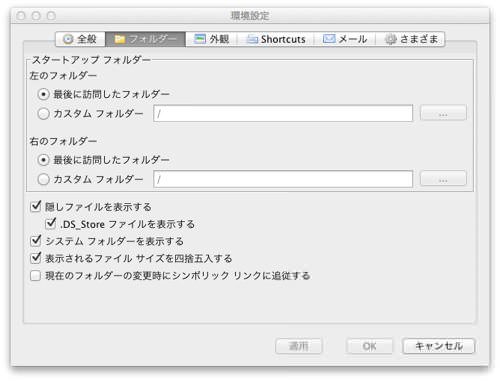 環境設定
全般 フォルダー 外観 Shortcuts メール さまざま
スタートアップ フォルダー
左のフォルダー
最後に訪問したフォルダー
カスタム フォルダー / ...
右のフォルダー
最後に訪問したフォルダー
カスタム フォルダー / ...
隠しファイルを表示する
.DS_Store ファイルを表示する
システム フォルダーを表示する
表示されるファイル サイズを四捨五入する
現在のフォルダーの変更時にシンボリック リンクに追従する
適用 OK キャンセル